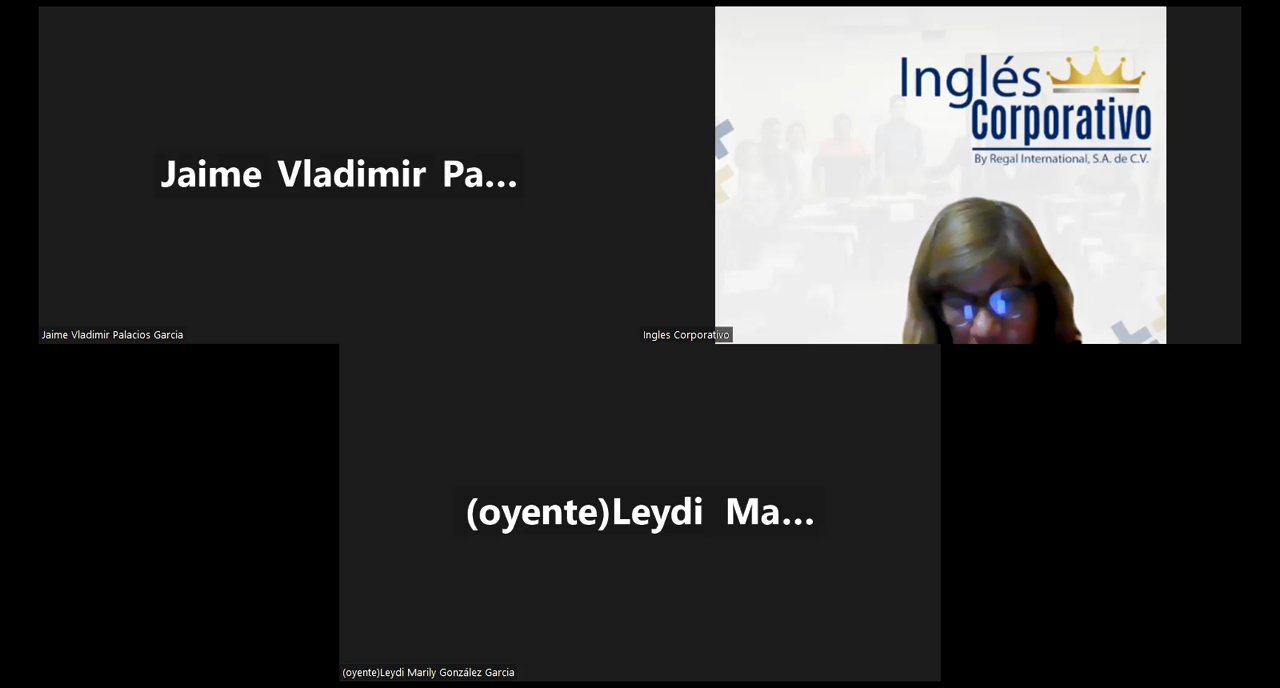 Jaime Vladimir Pa...
Inglés
Corporativo
By Regal International, S.A. de C.V.
Jaime Vladimir Palacios Garcia
Ingles Corporativo
(oyente)Leydi Ma...
(oyente)Leydi Marily González Garcia